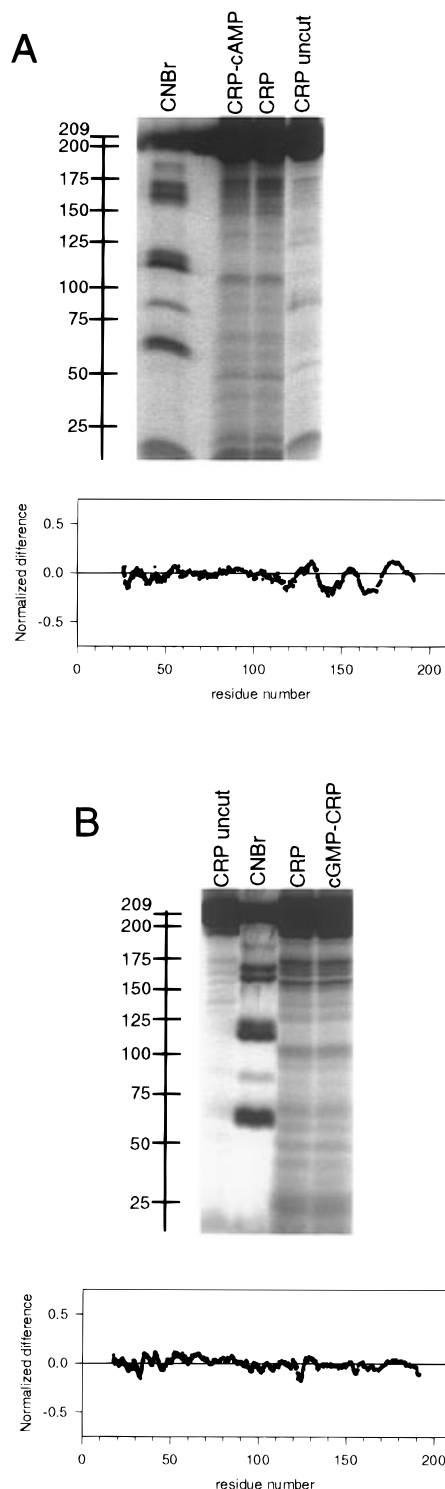 A
CNBr
CRP-cAMP
CRP
CRP uncut
209
200
175
150
125
100
75
50
25
Normalized difference
0.5
0.0
-0.5
0 50 100 150 200
residue number
B
CRP uncut
CNBr
CRP
cGMP-CRP
209
200
175
150
125
100
75
50
25
Normalized difference
0.5
0.0
-0.5
0 50 100 150 200
residue number